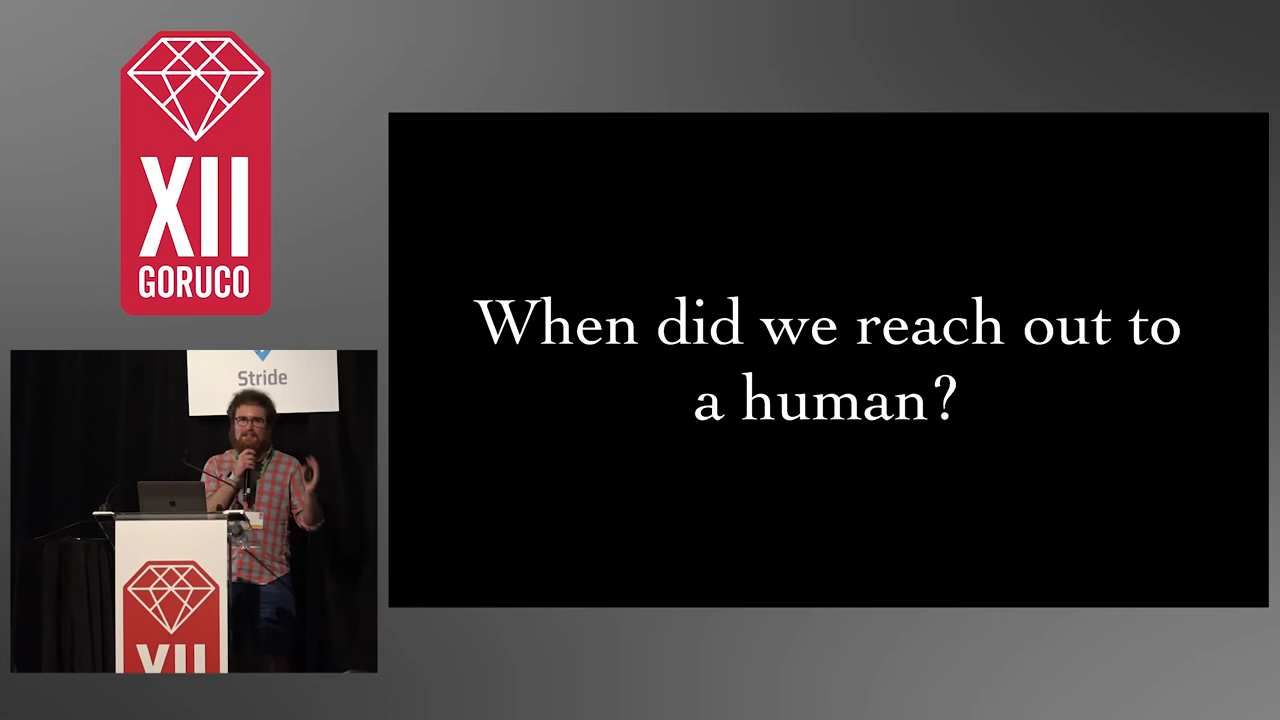 XII
GORUCO
Stride
XII
When did we reach out to
a human?